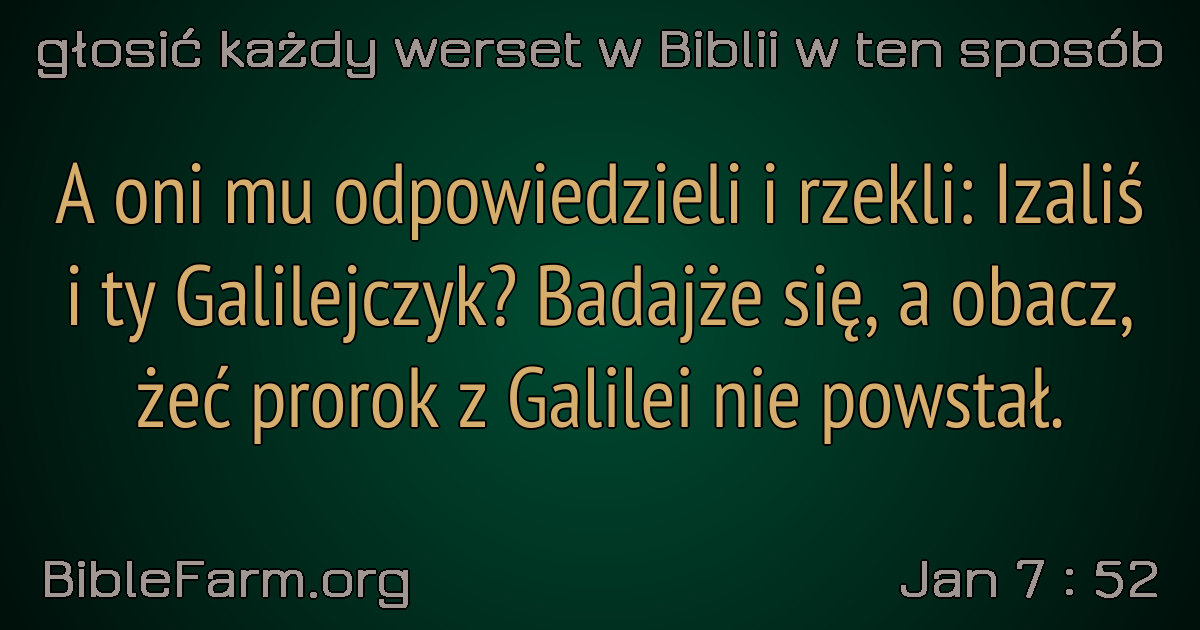 głosić każdy werset w Biblii w ten sposób
A oni mu odpowiedzieli i rzekli: Izaliś
i ty Galilejczyk? Badajże się, a obacz,
żeć prorok z Galilei nie powstał.
BibleFarm.org
Jan 7 : 52